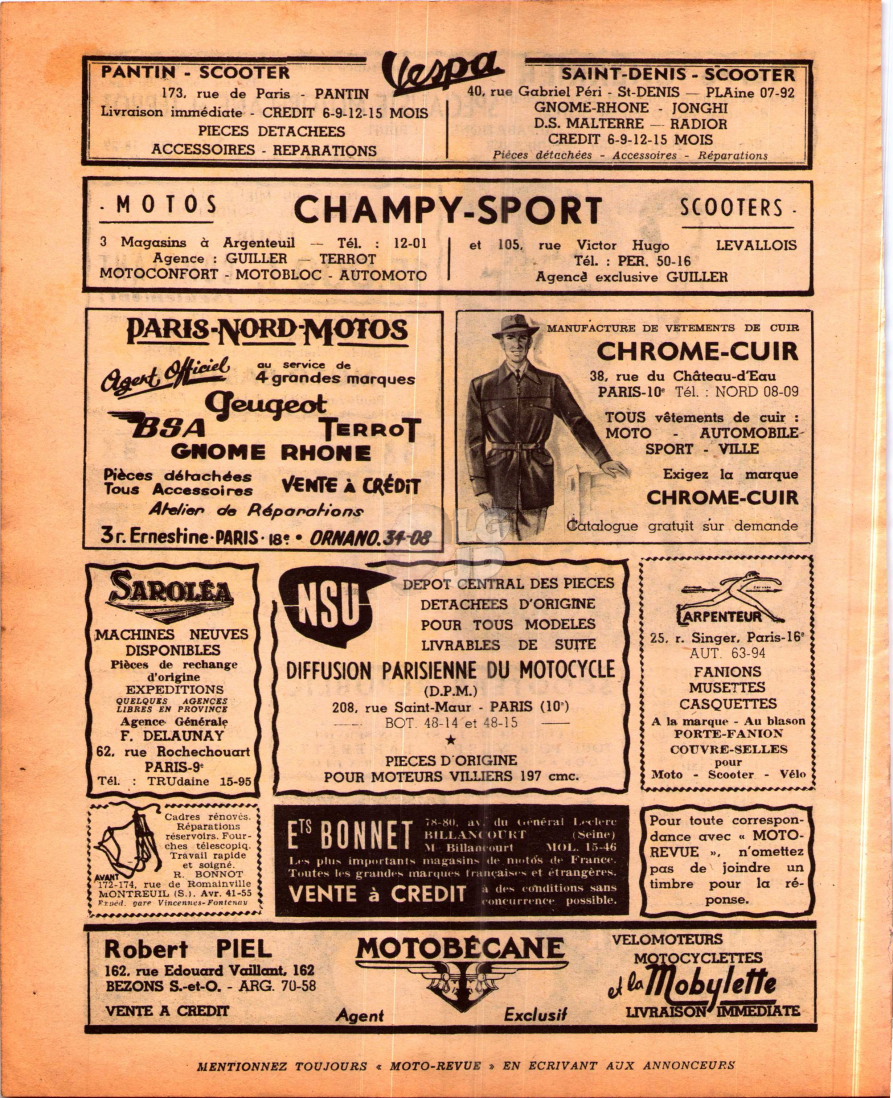 Vespa
PANTIN - SCOOTER
173, rue de Paris - PANTIN
Livraison immédiate - CREDIT 6-9-12-15 MOIS
PIECES DETACHEES
ACCESSOIRES - REPARATIONS
SAINT-DENIS - SCOOTER
40, rue Gabriel Péri - St-DENIS — PLAine 07-92
GNOME-RHONE - JONGHI
D.S. MALTERRE — RADIOR
CREDIT 6-9-12-15 MOIS
Pièces détachées - Accessoires - Réparations
- MOTOS
CHAMPY-SPORT
SCOOTERS -
3 Magasins à Argenteuil — Tél. : 12-01
Agence : GUILLER — TERROT
MOTOCONFORT - MOTOBLOC - AUTOMOTO
et 105, rue Victor Hugo LEVALLOIS
Tél. : PER. 50-16
Agence exclusive GUILLER
PARIS-NORD-MOTOS
Agent Officiel
au service de
4 grandes marques
Peugeot
BSA TERROT
GNOME RHONE
Pièces détachées
Tous Accessoires
VENTE à CRÉDIT
Atelier de Réparations
3 r. Ernestine · PARIS · 18e • ORNANO. 34-08
MANUFACTURE DE VETEMENTS DE CUIR
CHROME-CUIR
38, rue du Château-d'Eau
PARIS-10e Tél. : NORD 08-09
TOUS vêtements de cuir :
MOTO - AUTOMOBILE-
SPORT - VILLE
Exigez la marque
CHROME-CUIR
Catalogue gratuit sur demande
SAROLÉA
MACHINES NEUVES
DISPONIBLES
Pièces de rechange
d'origine
EXPEDITIONS
QUELQUES AGENCES
LIBRES EN PROVINCE
Agence Générale
F. DELAUNAY
62, rue Rochechouart
PARIS-9e
Tél. : TRUdaine 15-95
NSU
DEPOT CENTRAL DES PIECES
DETACHEES D'ORIGINE
POUR TOUS MODELES
LIVRABLES DE SUITE
DIFFUSION PARISIENNE DU MOTOCYCLE
(D.P.M.)
208, rue Saint-Maur - PARIS (10e)
BOT. 48-14 et 48-15
★
PIECES D'ORIGINE
POUR MOTEURS VILLIERS 197 cmc.
CARPENTEUR
25, r. Singer, Paris-16e
AUT. 63-94
FANIONS
MUSETTES
CASQUETTES
A la marque - Au blason
PORTE-FANION
COUVRE-SELLES
pour
Moto - Scooter - Vélo
AVANT
Cadres rénovés.
Réparations
réservoirs. Four-
ches télescopiq.
Travail rapide
et soigné.
R. BONNOT
172-174, rue de Romainville
MONTREUIL (S.). Avr. 41-55
Expéd. gare Vincennes-Fontenay
Ets BONNET
78-80, av. du Général Leclerc
BILLANCOURT (Seine)
M° Billancourt MOL. 15-46
Les plus importants magasins de motos de France.
Toutes les grandes marques françaises et étrangères.
VENTE à CREDIT
à des conditions sans
concurrence possible.
Pour toute correspon-
dance avec « MOTO-
REVUE », n'omettez
pas de joindre un
timbre pour la ré-
ponse.
Robert PIEL
162, rue Edouard Vaillant, 162
BEZONS S.-et-O. - ARG. 70-58
VENTE A CREDIT
MOTOBÉCANE
Agent Exclusif
VELOMOTEURS
MOTOCYCLETTES
et la Mobylette
LIVRAISON IMMEDIATE
MENTIONNEZ TOUJOURS « MOTO-REVUE » EN ECRIVANT AUX ANNONCEURS